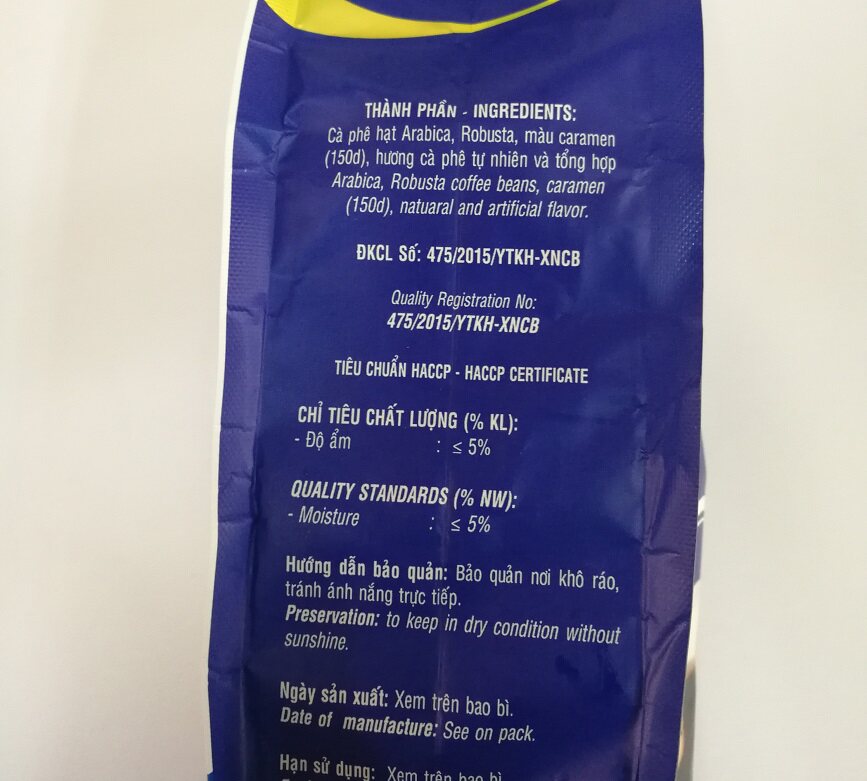 THÀNH PHẦN - INGREDIENTS:
Cà phê hạt Arabica, Robusta, màu caramen
(150d), hương cà phê tự nhiên và tổng hợp
Arabica, Robusta coffee beans, caramen
(150d), natuaral and artificial flavor.
ĐKCL Số: 475/2015/YTKH-XNCB
Quality Registration No:
475/2015/YTKH-XNCB
TIÊU CHUẨN HACCP - HACCP CERTIFICATE
CHỈ TIÊU CHẤT LƯỢNG (% KL):
- Độ ẩm : ≤ 5%
QUALITY STANDARDS (% NW):
- Moisture : ≤ 5%
Hướng dẫn bảo quản: Bảo quản nơi khô ráo,
tránh ánh nắng trực tiếp.
Preservation: to keep in dry condition without
sunshine.
Ngày sản xuất: Xem trên bao bì.
Date of manufacture: See on pack.
Hạn sử dụng: Xem trên bao bì